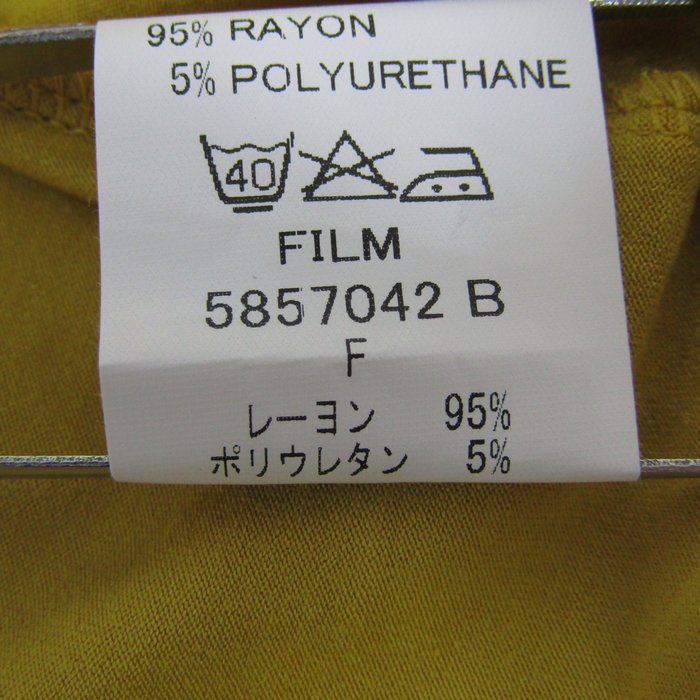 95% RAYON
5% POLYURETHANE
40
FILM
5857042 B
F
レーヨン 95%
ポリウレタン 5%